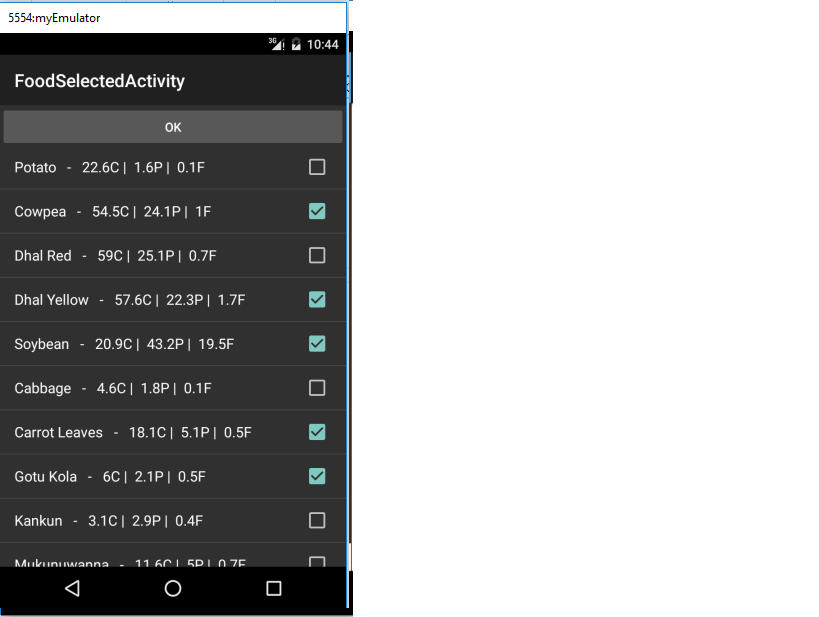 5554:myEmulator
3G 10:44
FoodSelectedActivity
OK
Potato - 22.6C | 1.6P | 0.1F
Cowpea - 54.5C | 24.1P | 1F
Dhal Red - 59C | 25.1P | 0.7F
Dhal Yellow - 57.6C | 22.3P | 1.7F
Soybean - 20.9C | 43.2P | 19.5F
Cabbage - 4.6C | 1.8P | 0.1F
Carrot Leaves - 18.1C | 5.1P | 0.5F
Gotu Kola - 6C | 2.1P | 0.5F
Kankun - 3.1C | 2.9P | 0.4F
Mukunuwanna - 11.6C | 5P | 0.7F